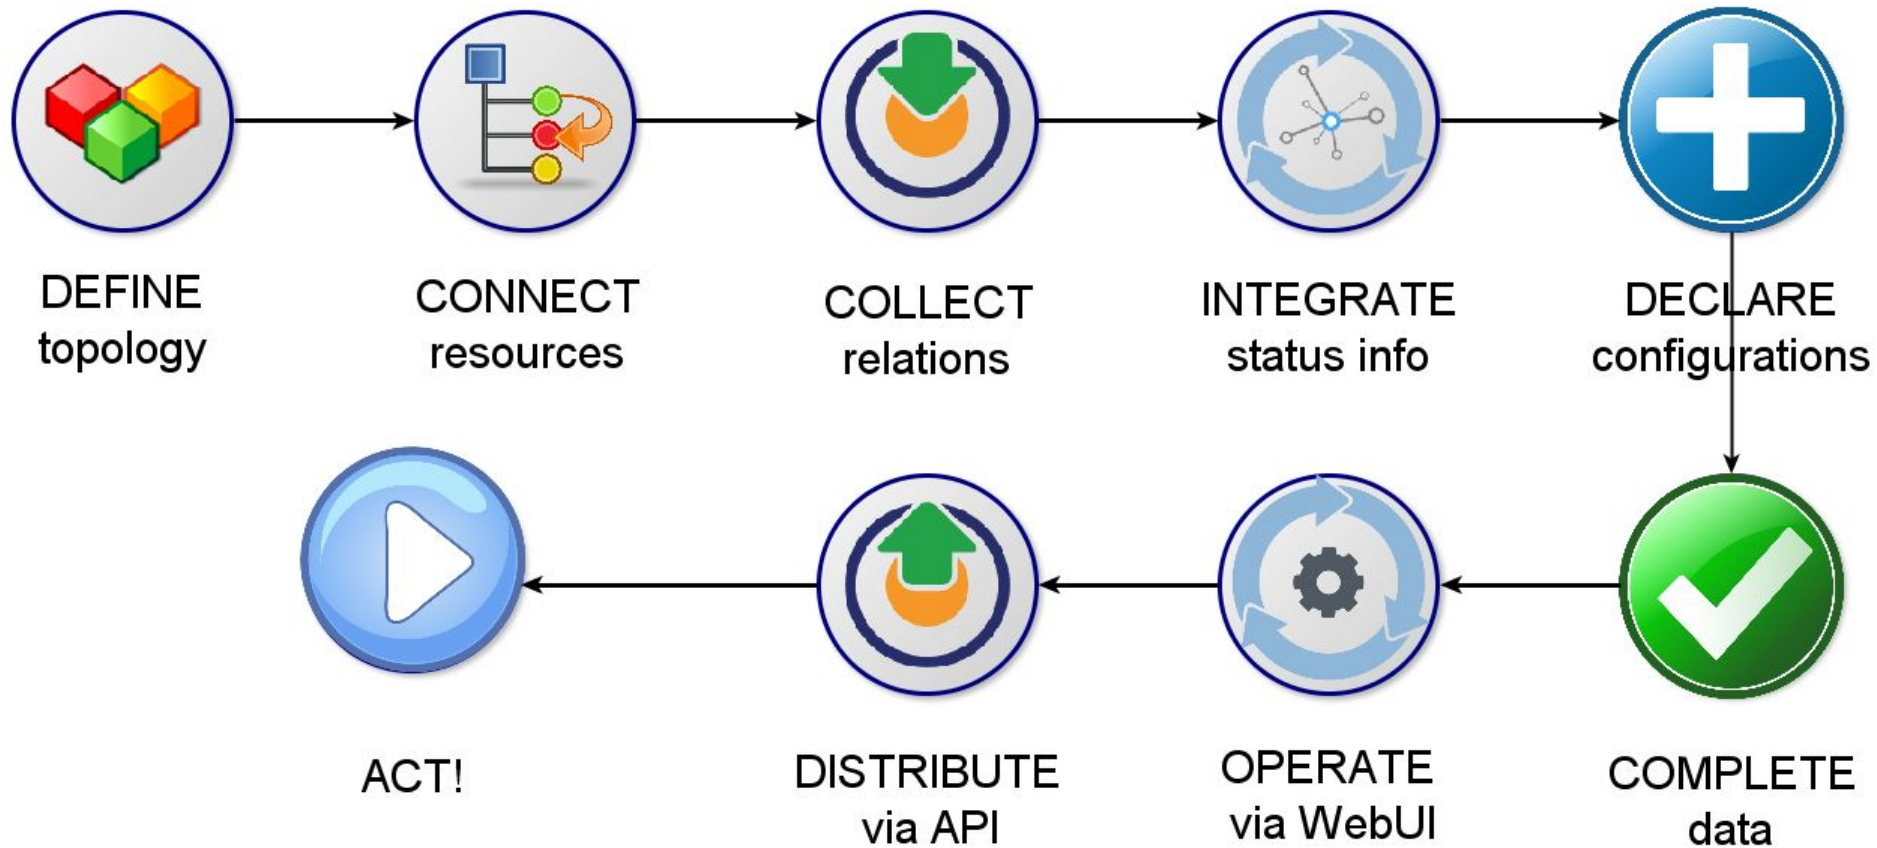 DEFINE
topology
CONNECT
resources
COLLECT
relations
INTEGRATE
status info
DECLARE
configurations
ACT!
DISTRIBUTE
via API
OPERATE
via WebUI
COMPLETE
data